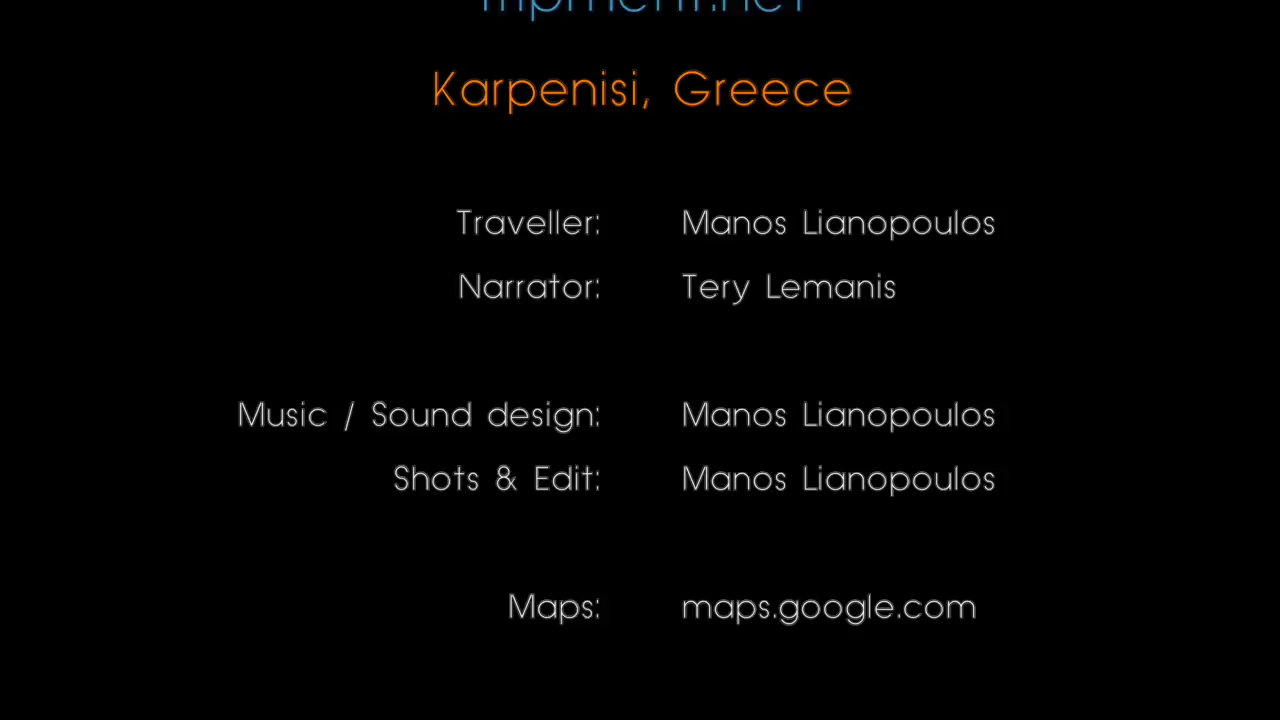 Karpenisi, Greece
Traveller: Manos Lianopoulos
Narrator: Tery Lemanis
Music / Sound design: Manos Lianopoulos
Shots & Edit: Manos Lianopoulos
Maps: maps.google.com